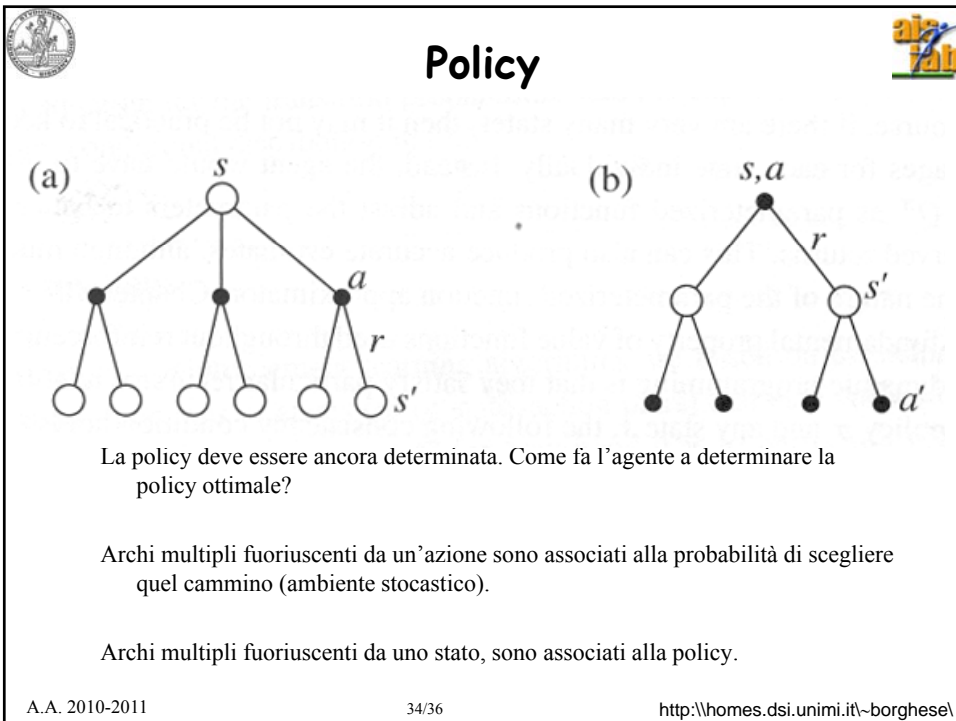 Policy
ais
lab
(a)
s
a
r
s'
(b)
s,a
r
s'
a'
La policy deve essere ancora determinata. Come fa l'agente a determinare la
policy ottimale?
Archi multipli fuoriuscenti da un'azione sono associati alla probabilità di scegliere
quel cammino (ambiente stocastico).
Archi multipli fuoriuscenti da uno stato, sono associati alla policy.
A.A. 2010-2011
34/36
http:\\homes.dsi.unimi.it\~borghese\